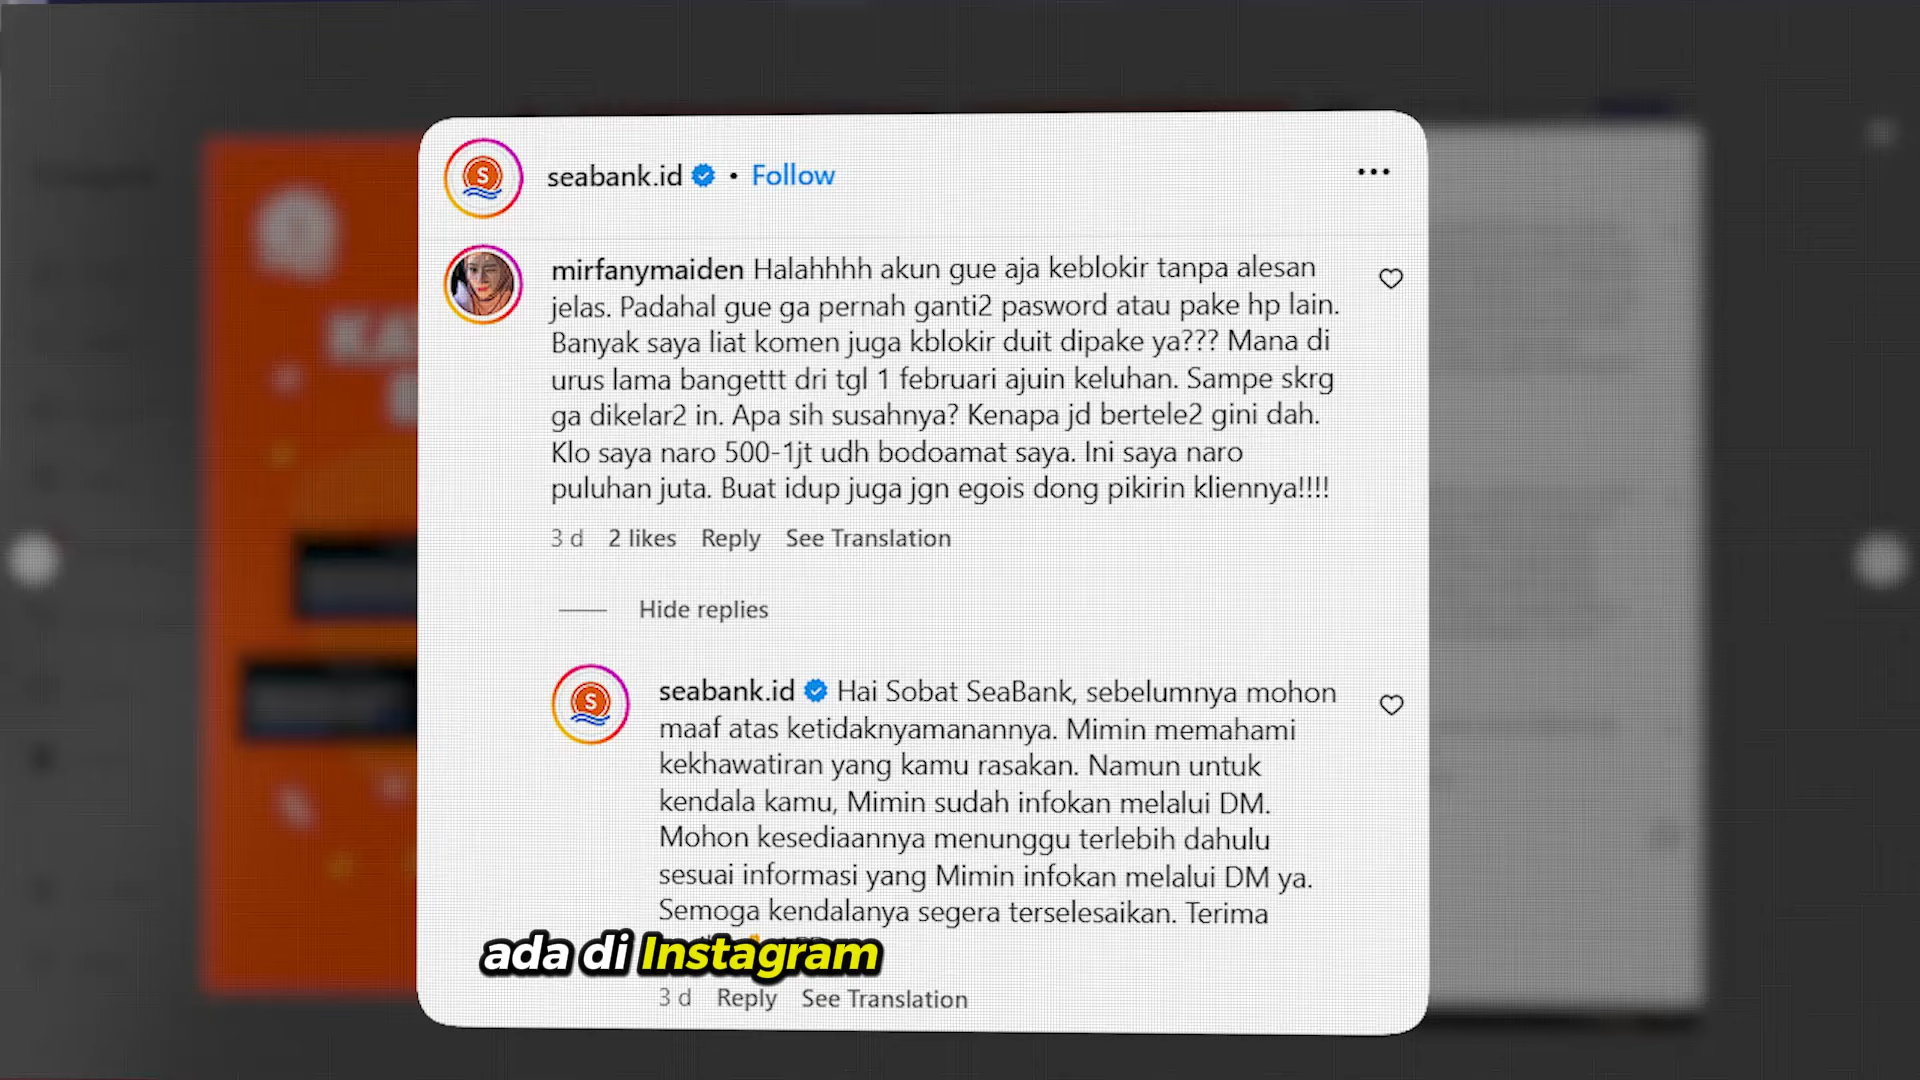 seabank.id • Follow
mirfanymaiden Halahhhh akun gue aja keblokir tanpa alesan
jelas. Padahal gue ga pernah ganti2 pasword atau pake hp lain.
Banyak saya liat komen juga kblokir duit dipake ya??? Mana di
urus lama bangettt dri tgl 1 februari ajuin keluhan. Sampe skrg
ga dikelar2 in. Apa sih susahnya? Kenapa jd bertele2 gini dah.
Klo saya naro 500-1jt udh bodoamat saya. Ini saya naro
puluhan juta. Buat idup juga jgn egois dong pikirin kliennya!!!!
3 d 2 likes Reply See Translation
Hide replies
seabank.id Hai Sobat SeaBank, sebelumnya mohon
maaf atas ketidaknyamanannya. Mimin memahami
kekhawatiran yang kamu rasakan. Namun untuk
kendala kamu, Mimin sudah infokan melalui DM.
Mohon kesediaannya menunggu terlebih dahulu
sesuai informasi yang Mimin infokan melalui DM ya.
Semoga kendalanya segera terselesaikan. Terima
ada di Instagram
3 d Reply See Translation